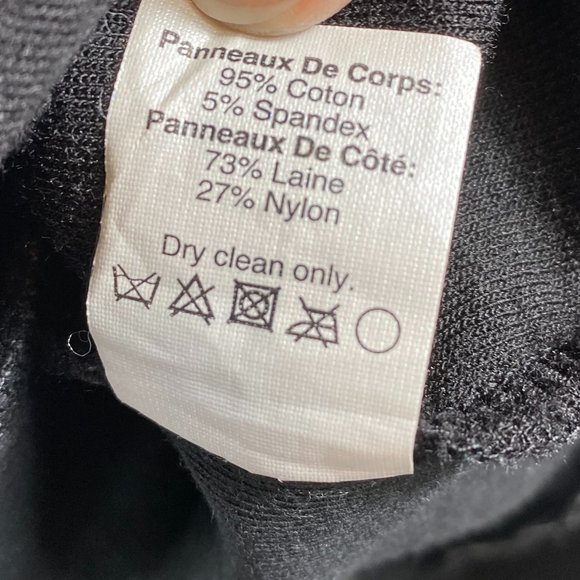 Panneaux De Corps:
95% Coton
5% Spandex
Panneaux De Côté:
73% Laine
27% Nylon
Dry clean only.